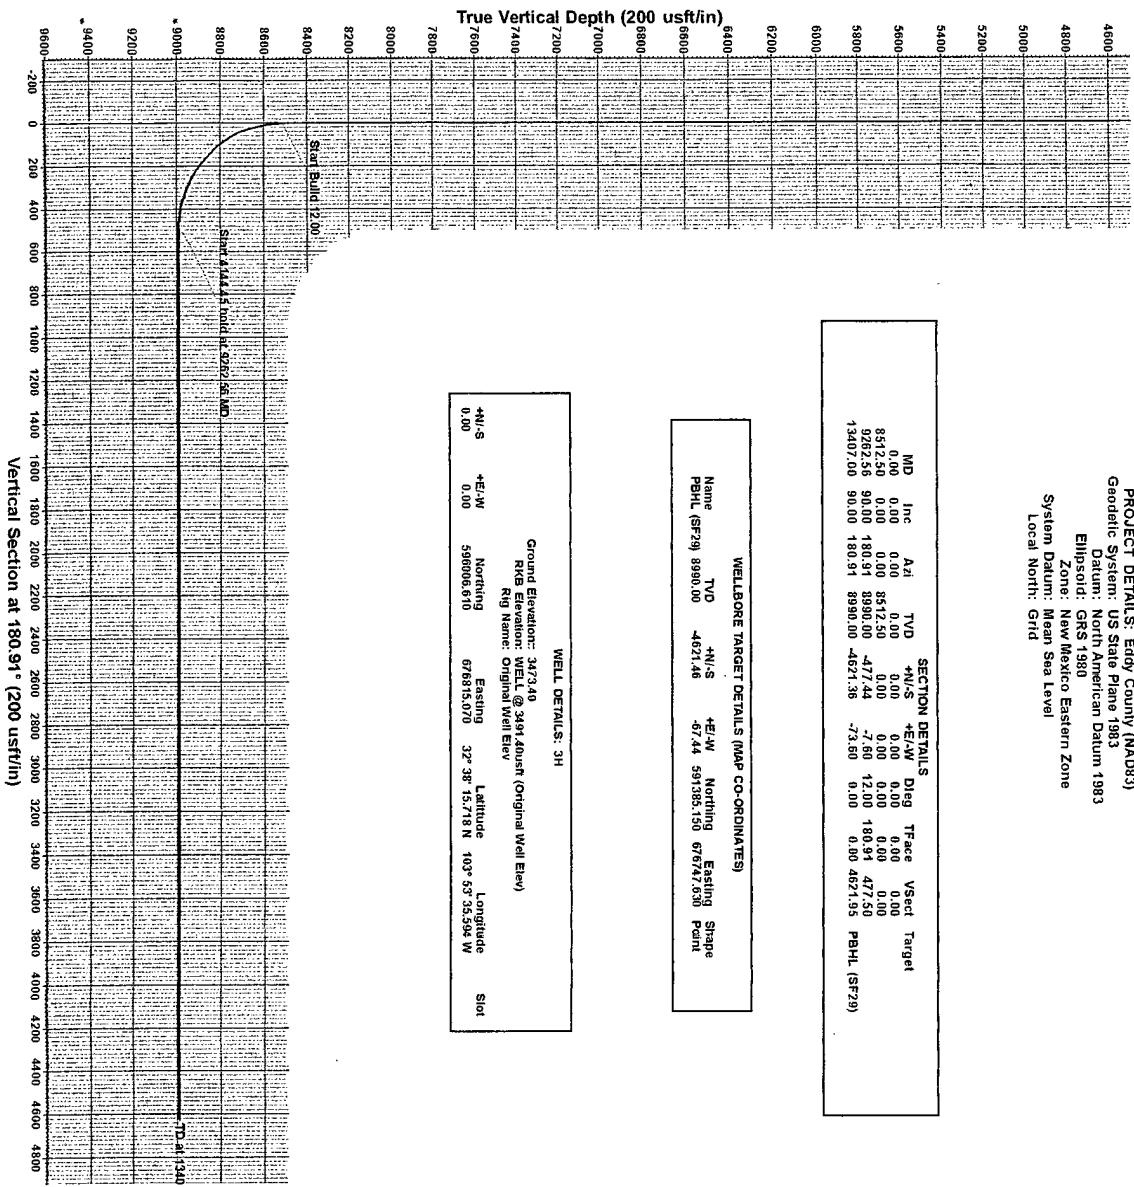 PROJECT DETAILS: Eddy County (NAD83)
Geodetic System: US State Plane 1983
Datum: North American Datum 1983
Ellipsoid: GRS 1980
Zone: New Mexico Eastern Zone
System Datum: Mean Sea Level
Local North: Grid
SECTION DETAILS
MD Inc Azi TVD +N/-S +E/-W Dleg TFace VSect Target
0.00 0.00 0.00 0.00 0.00 0.00 0.00 0.00 0.00
8512.50 0.00 0.00 8512.50 0.00 0.00 0.00 0.00 0.00
9262.56 90.00 180.91 8990.00 -477.44 -7.60 12.00 180.91 477.50
13407.00 90.00 180.91 8990.00 -4621.36 -73.60 0.00 0.00 4621.95 PBHL (SF29)
WELLBORE TARGET DETAILS (MAP CO-ORDINATES)
Name TVD +N/-S +E/-W Northing Easting Shape
PBHL (SF29) 8990.00 -4621.46 -67.44 591385.150 676747.630 Point
WELL DETAILS: 3H
Ground Elevation: 3473.40
RKB Elevation: WELL @ 3491.40usft (Original Well Elev)
Rig Name: Original Well Elev
+N/-S +E/-W Northing Easting Latitude Longitude Slot
0.00 0.00 596006.610 676815.070 32° 38' 15.718 N 103° 53' 35.594 W
True Vertical Depth (200 usft/in)
4600
4800
5000
5200
5400
5600
5800
6000
6200
6400
6600
6800
7000
7200
7400
7600
7800
8000
8200
8400
8600
8800
9000
9200
9400
9600
Start Build 12.00
Start 4144.45 hold at 9262.56 MD
TD at 1340
-200 0 200 400 600 800 1000 1200 1400 1600 1800 2000 2200 2400 2600 2800 3000 3200 3400 3600 3800 4000 4200 4400 4600 4800
Vertical Section at 180.91° (200 usft/in)